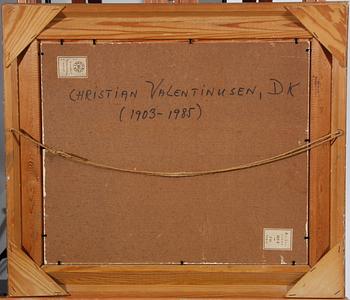 CHRISTIAN VALENTINUSEN, DK
(1903-1985)